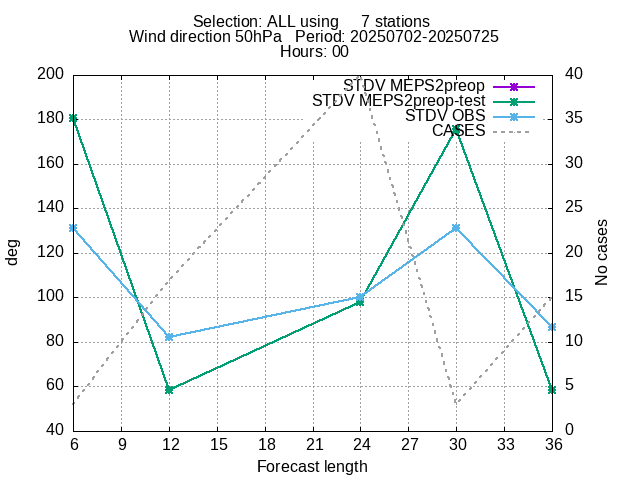 Selection: ALL using     7 stations
Wind direction 50hPa   Period: 20250702-20250725
Hours: 00
STDV MEPS2preop
STDV MEPS2preop-test
STDV OBS
CASES
deg
No cases
200
180
160
140
120
100
80
60
40
40
35
30
25
20
15
10
5
0
6 9 12 15 18 21 24 27 30 33 36
Forecast length